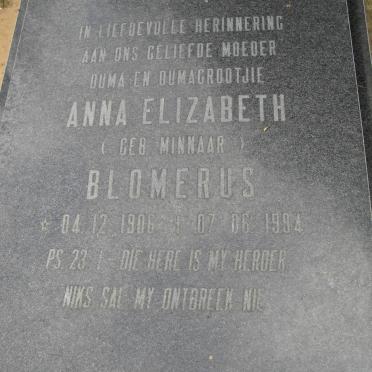 IN LIEFDEVOLLE HERINNERING
AAN ONS GELIEFDE MOEDER
OUMA EN OUMAGROOTJIE
ANNA ELIZABETH
( GEB. MINNAAR )
BLOMERUS
☆ 04.12.1906 † 07.06.1994
PS. 23:1 - DIE HERE IS MY HERDER
NIKS SAL MY ONTBREEK NIE